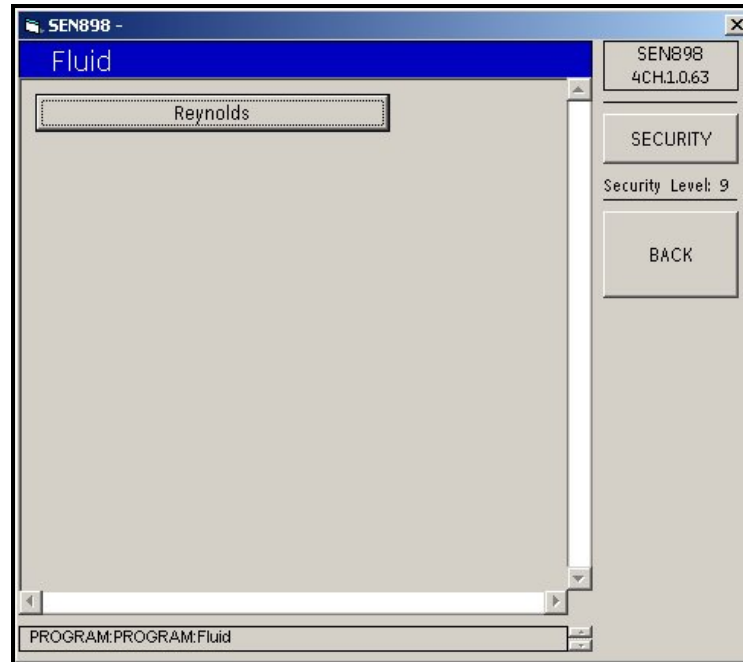 SEN898 -
Fluid
Reynolds
SEN898
4CH.1.0.63
SECURITY
Security Level: 9
BACK
PROGRAM:PROGRAM:Fluid